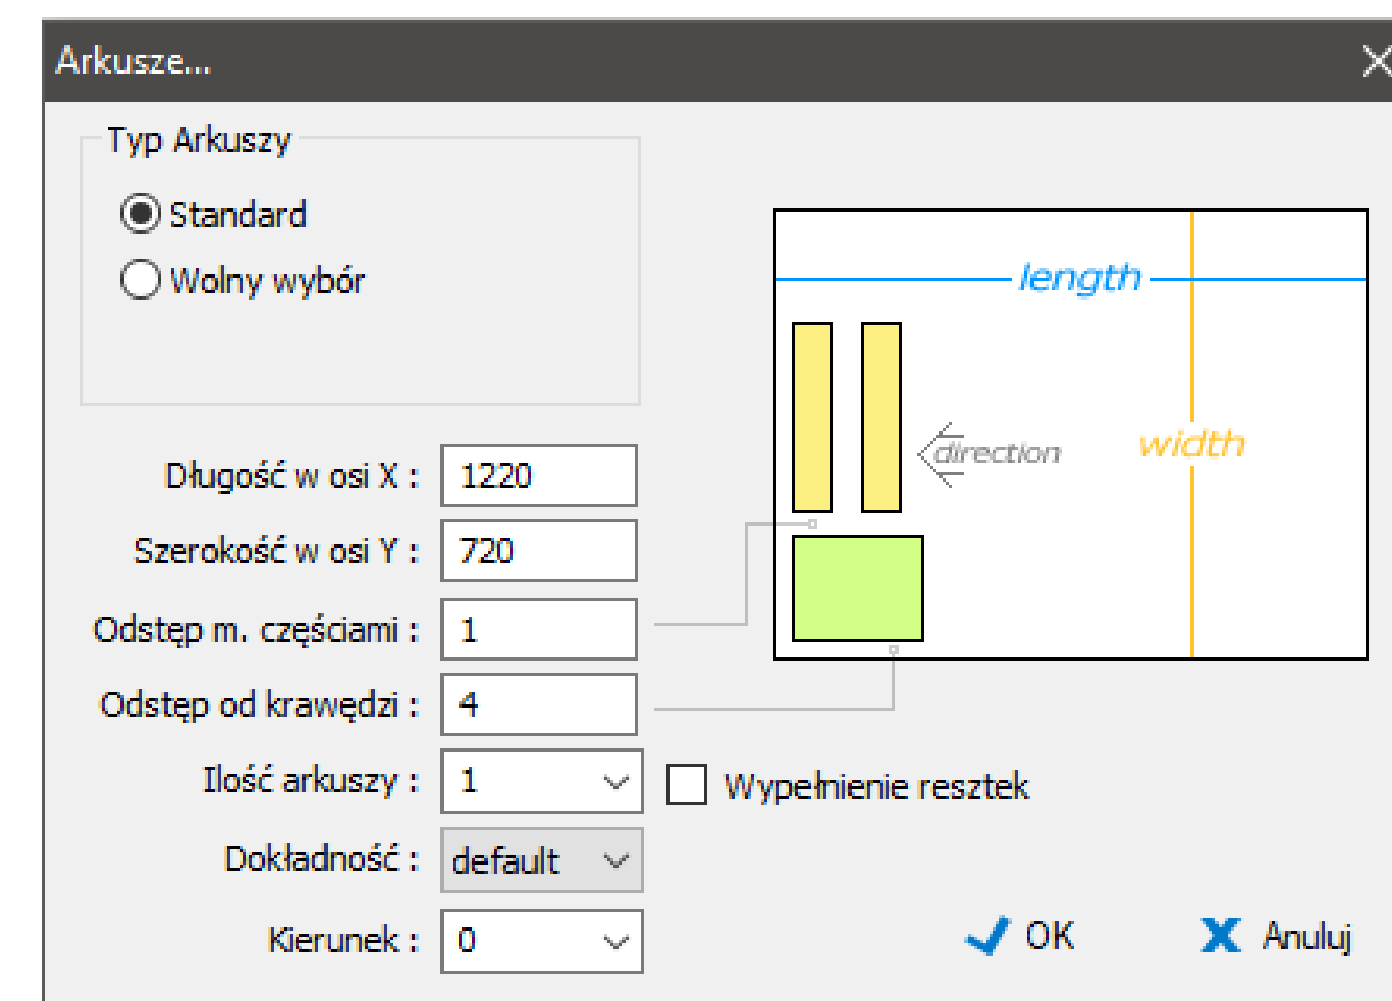 Arkusze...
Typ Arkuszy
Standard
Wolny wybór
length
direction
width
Długość w osi X : 1220
Szerokość w osi Y : 720
Odstęp m. częściami : 1
Odstęp od krawędzi : 4
Ilość arkuszy : 1 Wypełnienie resztek
Dokładność : default
Kierunek : 0
OK Anuluj